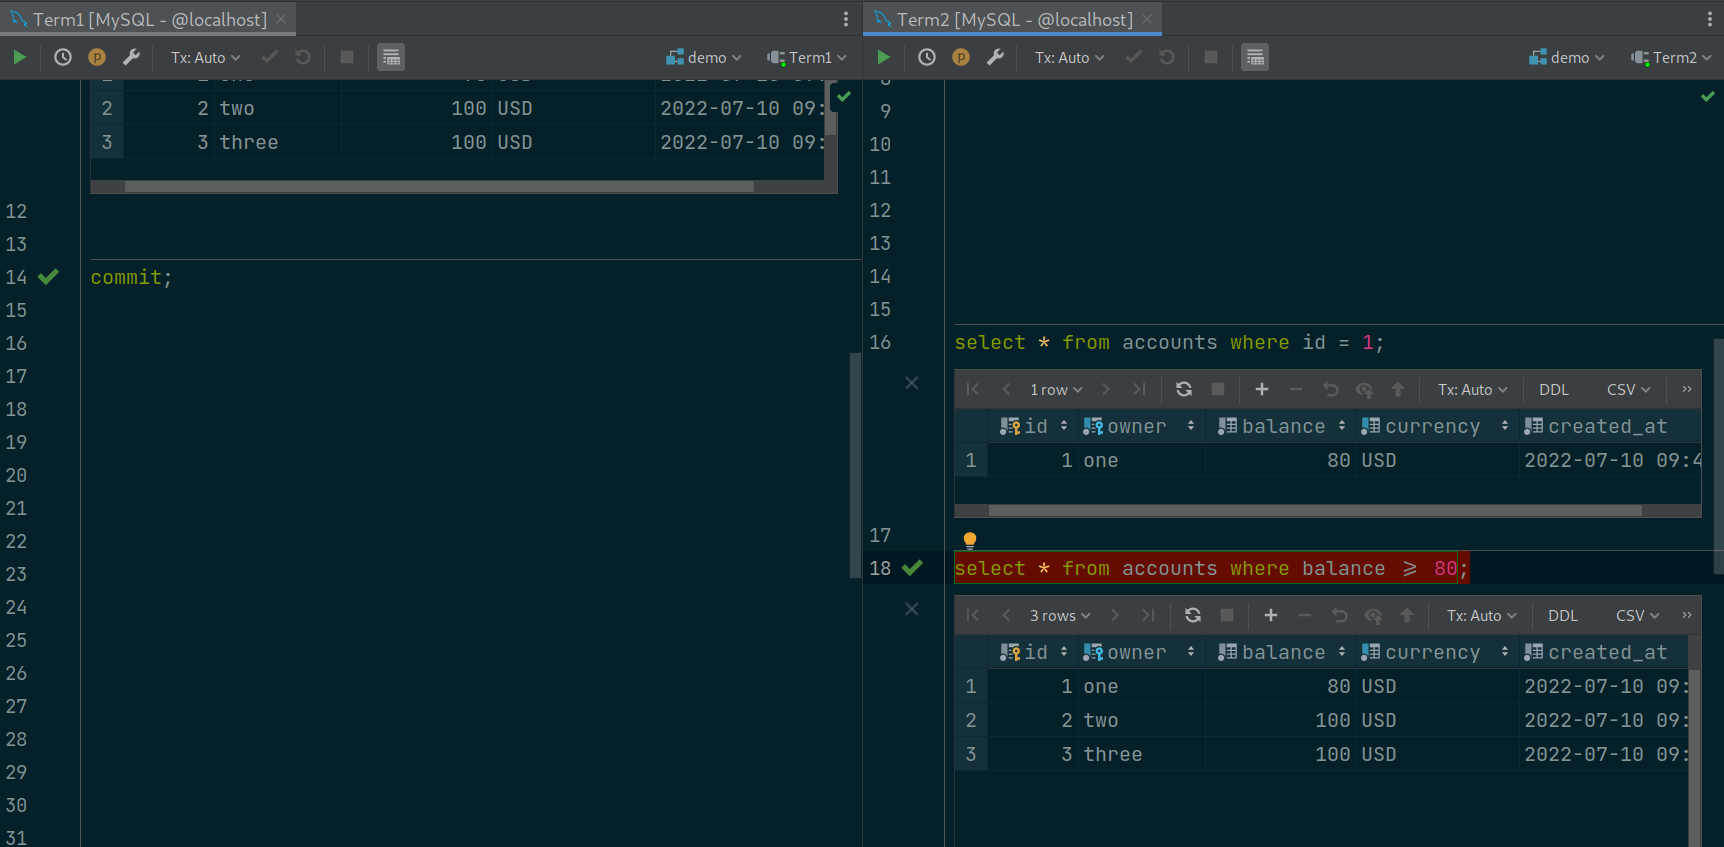 Term1 [MySQL - @localhost]
Tx: Auto
demo
Term1
2 2 two 100 USD 2022-07-10 09:
3 3 three 100 USD 2022-07-10 09:
12
13
14 commit;
15
16
17
18
19
20
21
22
23
24
25
26
27
28
29
30
31
Term2 [MySQL - @localhost]
Tx: Auto
demo
Term2
9
10
11
12
13
14
15
16 select * from accounts where id = 1;
1 row Tx: Auto DDL CSV »
id owner balance currency created_at
1 1 one 80 USD 2022-07-10 09:4
17
18 select * from accounts where balance ⩾ 80;
3 rows Tx: Auto DDL CSV »
id owner balance currency created_at
1 1 one 80 USD 2022-07-10 09:
2 2 two 100 USD 2022-07-10 09:
3 3 three 100 USD 2022-07-10 09: